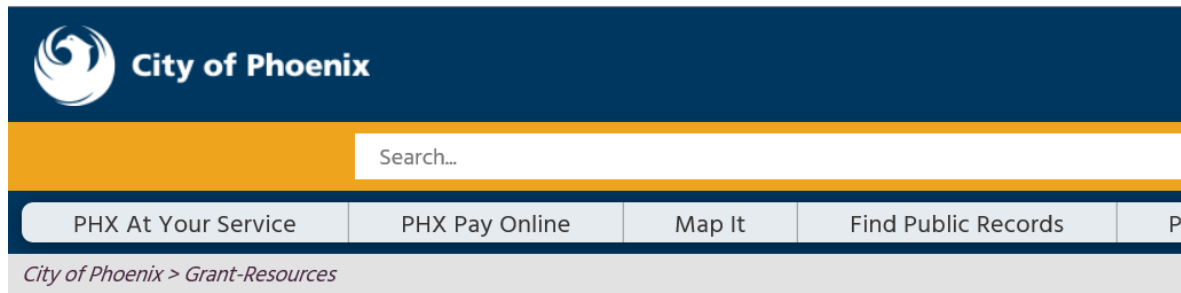 City of Phoenix
Search...
PHX At Your Service PHX Pay Online Map It Find Public Records P
City of Phoenix > Grant-Resources